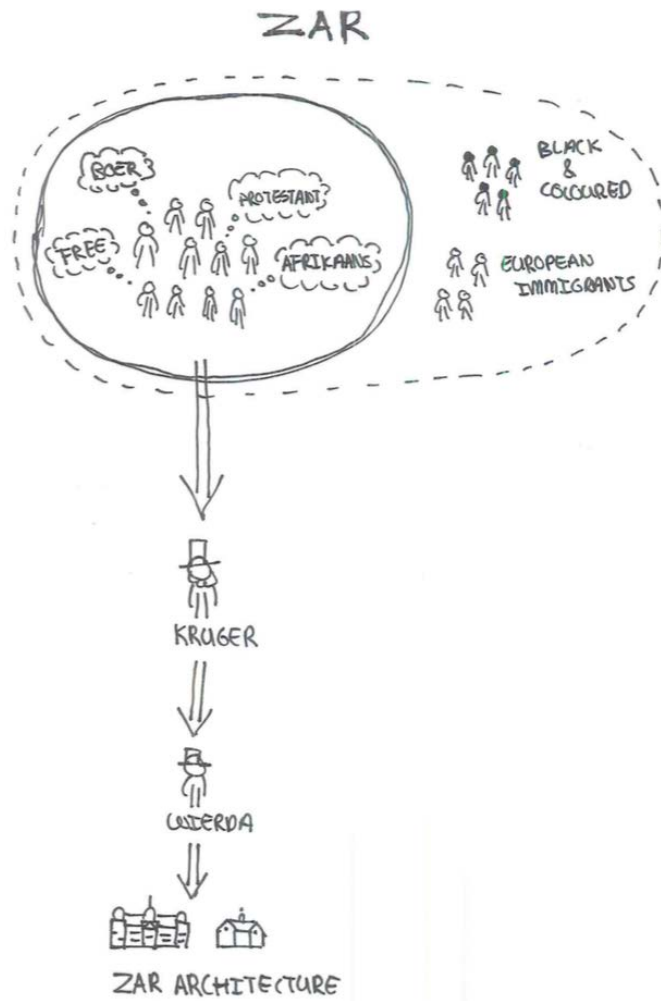 ZAR
BOER
PROTESTANT
FREE
AFRIKAANS
BLACK
&
COLOURED
EUROPEAN
IMMIGRANTS
KRUGER
WIERDA
ZAR ARCHITECTURE